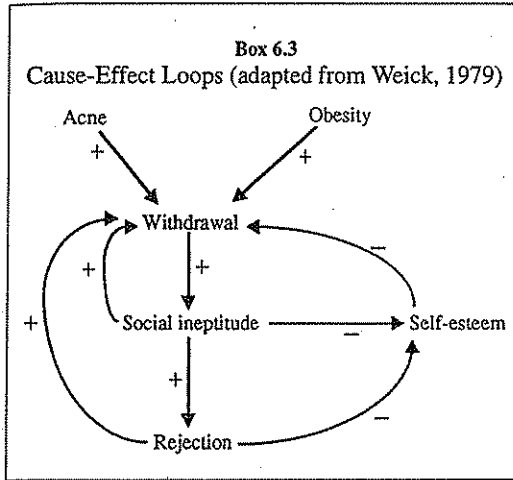 Box 6.3
Cause-Effect Loops (adapted from Weick, 1979)
Acne
Obesity
+
+
Withdrawal
−
+
+
+
Social ineptitude
−
Self-esteem
+
−
Rejection